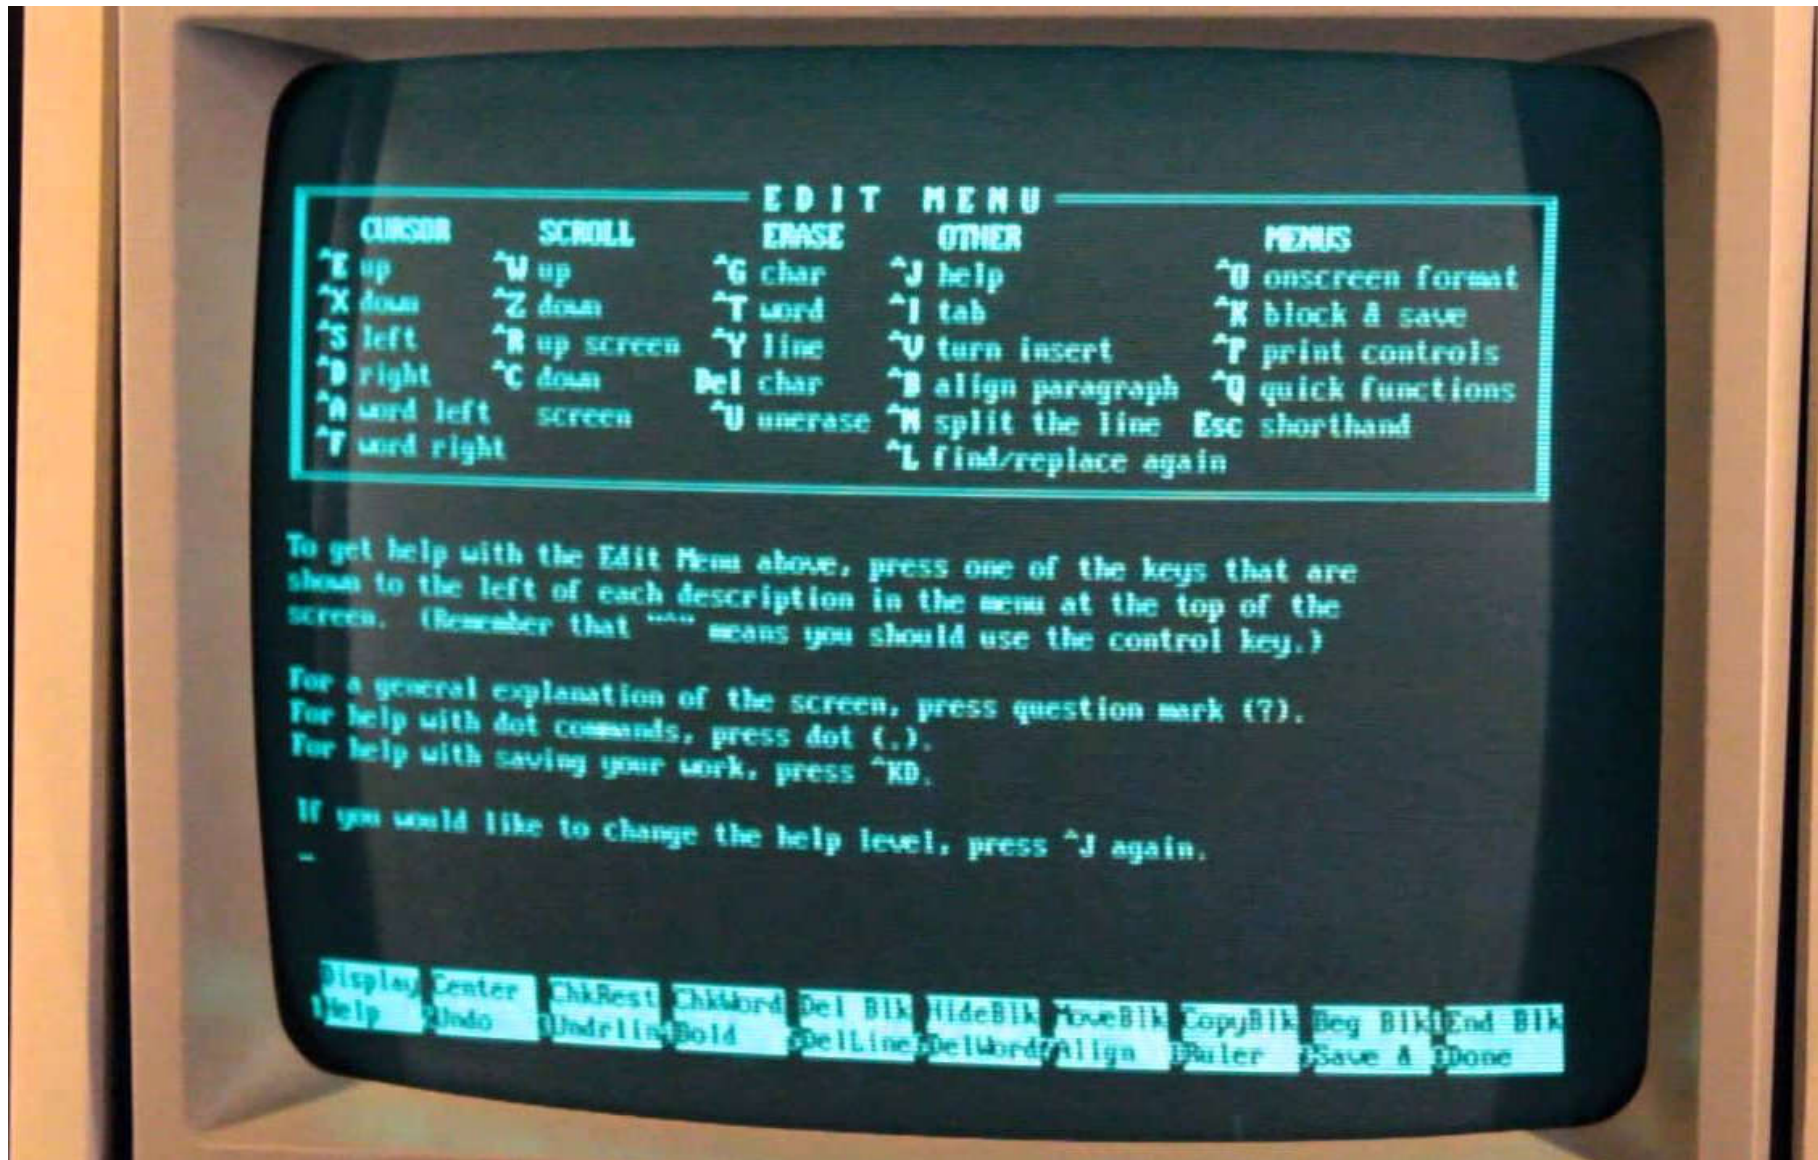 EDIT MENU
CURSOR SCROLL ERASE OTHER MENUS
^E up ^W up ^G char ^J help ^O onscreen format
^X down ^Z down ^T word ^I tab ^K block & save
^S left ^R up screen ^Y line ^V turn insert ^P print controls
^D right ^C down Del char ^B align paragraph ^Q quick functions
^A word left screen ^U unerase ^N split the line Esc shorthand
^F word right ^L find/replace again
To get help with the Edit Menu above, press one of the keys that are
shown to the left of each description in the menu at the top of the
screen. (Remember that "^" means you should use the control key.)
For a general explanation of the screen, press question mark (?).
For help with dot commands, press dot (.).
For help with saving your work, press ^KD.
If you would like to change the help level, press ^J again.
Display Center ChkRest ChkWord Del Blk HideBlk MoveBlk CopyBlk Beg Blk End Blk
Help Undo Undrlin Bold DelLine DelWord Align Ruler Save & Done